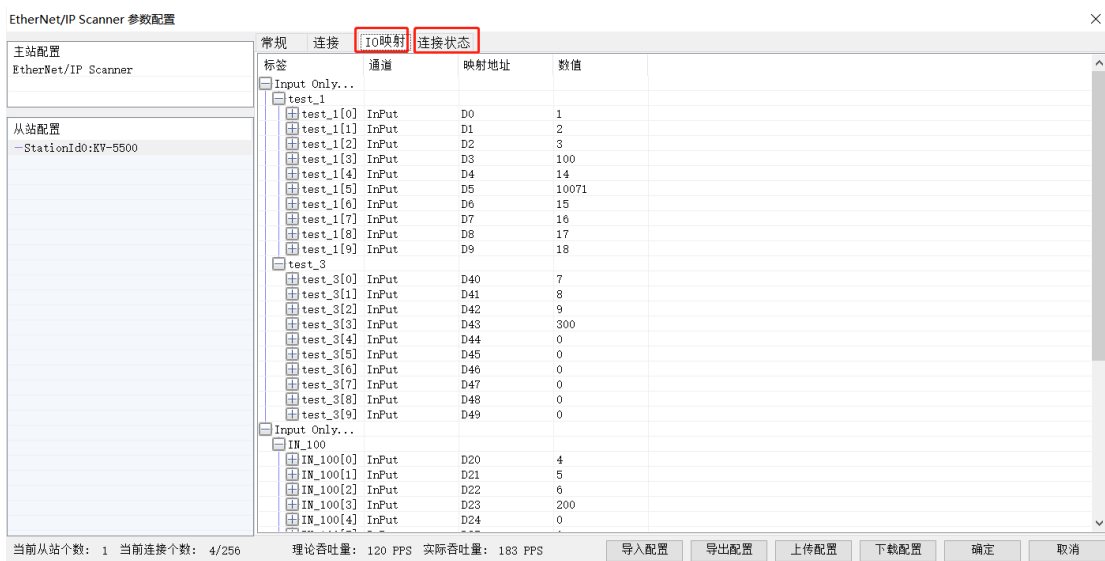 EtherNet/IP Scanner 参数配置
主站配置
EtherNet/IP Scanner
从站配置
StationId0:KV-5500
常规 连接 IO映射 连接状态
标签 通道 映射地址 数值
Input Only...
test_1
test_1[0] InPut D0 1
test_1[1] InPut D1 2
test_1[2] InPut D2 3
test_1[3] InPut D3 100
test_1[4] InPut D4 14
test_1[5] InPut D5 10071
test_1[6] InPut D6 15
test_1[7] InPut D7 16
test_1[8] InPut D8 17
test_1[9] InPut D9 18
test_3
test_3[0] InPut D40 7
test_3[1] InPut D41 8
test_3[2] InPut D42 9
test_3[3] InPut D43 300
test_3[4] InPut D44 0
test_3[5] InPut D45 0
test_3[6] InPut D46 0
test_3[7] InPut D47 0
test_3[8] InPut D48 0
test_3[9] InPut D49 0
Input Only...
IN_100
IN_100[0] InPut D20 4
IN_100[1] InPut D21 5
IN_100[2] InPut D22 6
IN_100[3] InPut D23 200
IN_100[4] InPut D24 0
当前从站个数: 1 当前连接个数: 4/256 理论吞吐量: 120 PPS 实际吞吐量: 183 PPS 导入配置 导出配置 上传配置 下载配置 确定 取消